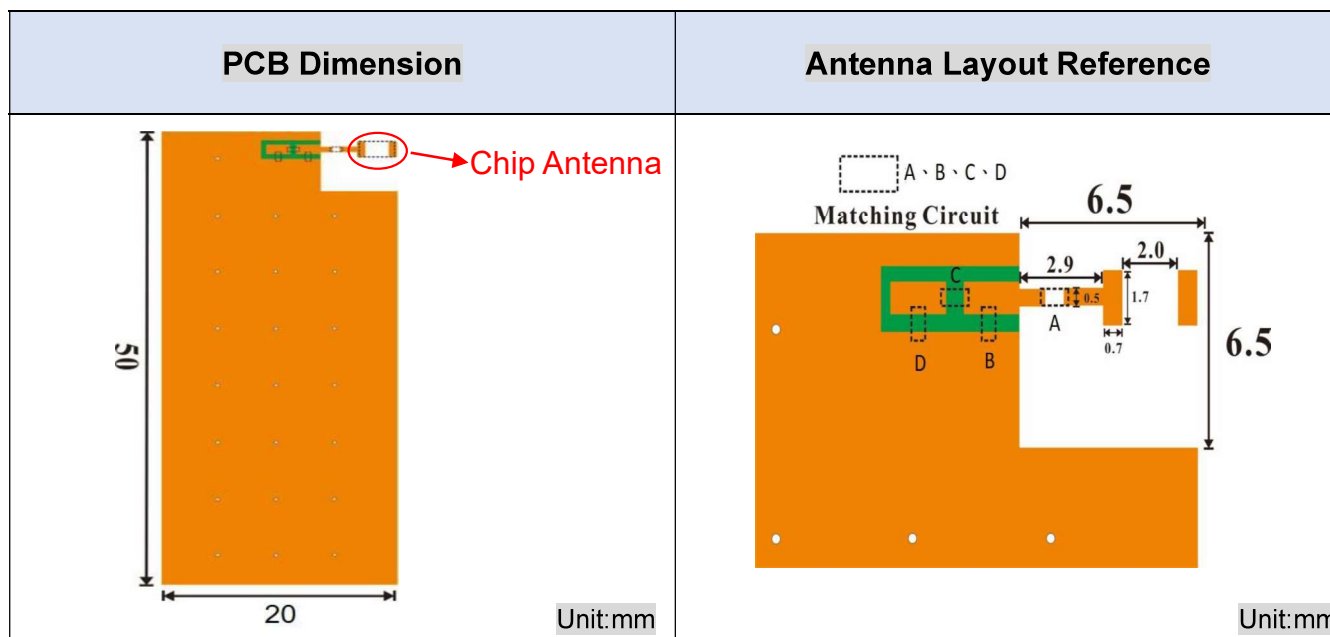 PCB Dimension
Antenna Layout Reference
Chip Antenna
50
20
Unit:mm
A、B、C、D
Matching Circuit
6.5
2.9
2.0
C
0.5
1.7
A
0.7
D
B
6.5
Unit:mm